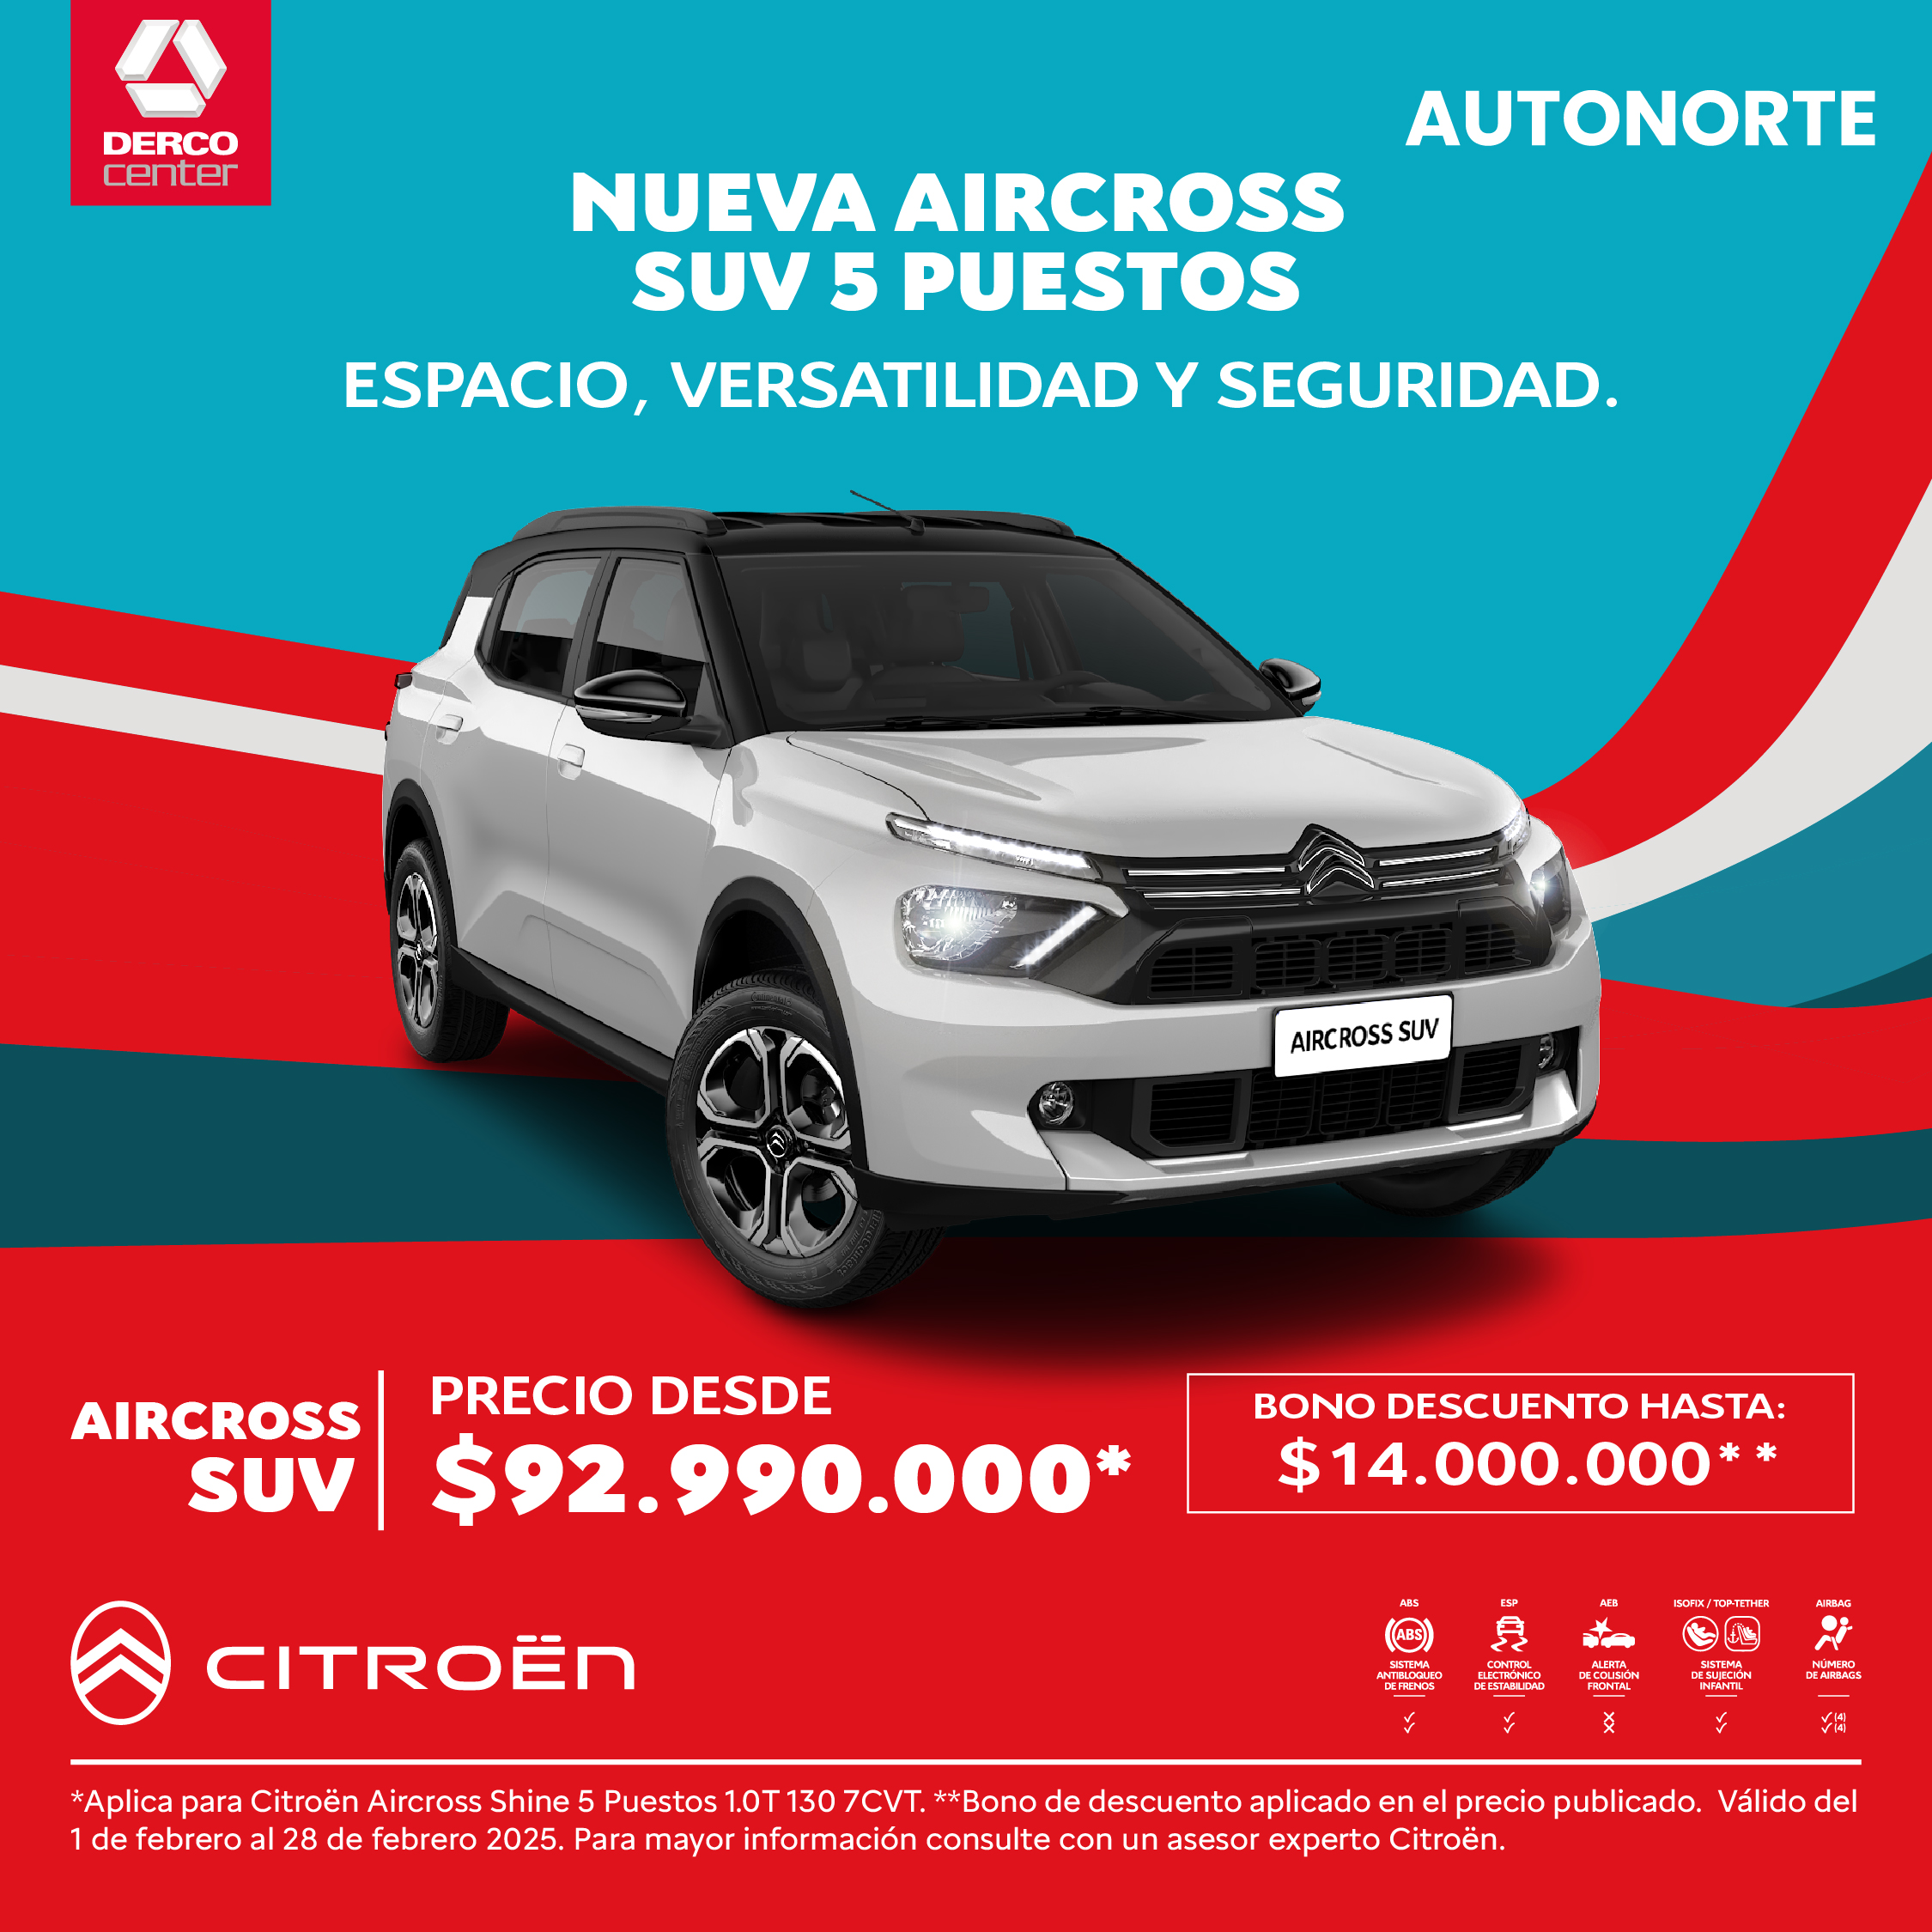 DERCO
center
AUTONORTE
NUEVA AIRCROSS
SUV 5 PUESTOS
ESPACIO, VERSATILIDAD Y SEGURIDAD.
AIRCROSS SUV
AIRCROSS
SUV
PRECIO DESDE
$92.990.000*
BONO DESCUENTO HASTA:
$14.000.000**
CITROËN
ABS
ABS
SISTEMA
ANTIBLOQUEO
DE FRENOS
✓
✓
ESP
CONTROL
ELECTRÓNICO
DE ESTABILIDAD
✓
✓
AEB
ALERTA
DE COLISIÓN
FRONTAL
X
X
ISOFIX / TOP-TETHER
SISTEMA
DE SUJECIÓN
INFANTIL
✓
✓
AIRBAG
NÚMERO
DE AIRBAGS
✓(4)
✓(4)
*Aplica para Citroën Aircross Shine 5 Puestos 1.0T 130 7CVT. **Bono de descuento aplicado en el precio publicado. Válido del
1 de febrero al 28 de febrero 2025. Para mayor información consulte con un asesor experto Citroën.